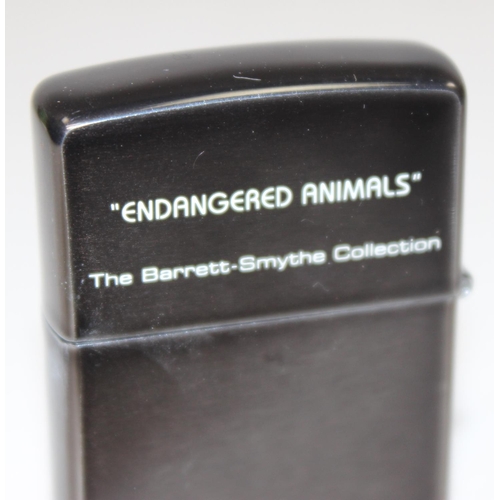 "ENDANGERED ANIMALS"
The Barrett-Smythe Collection